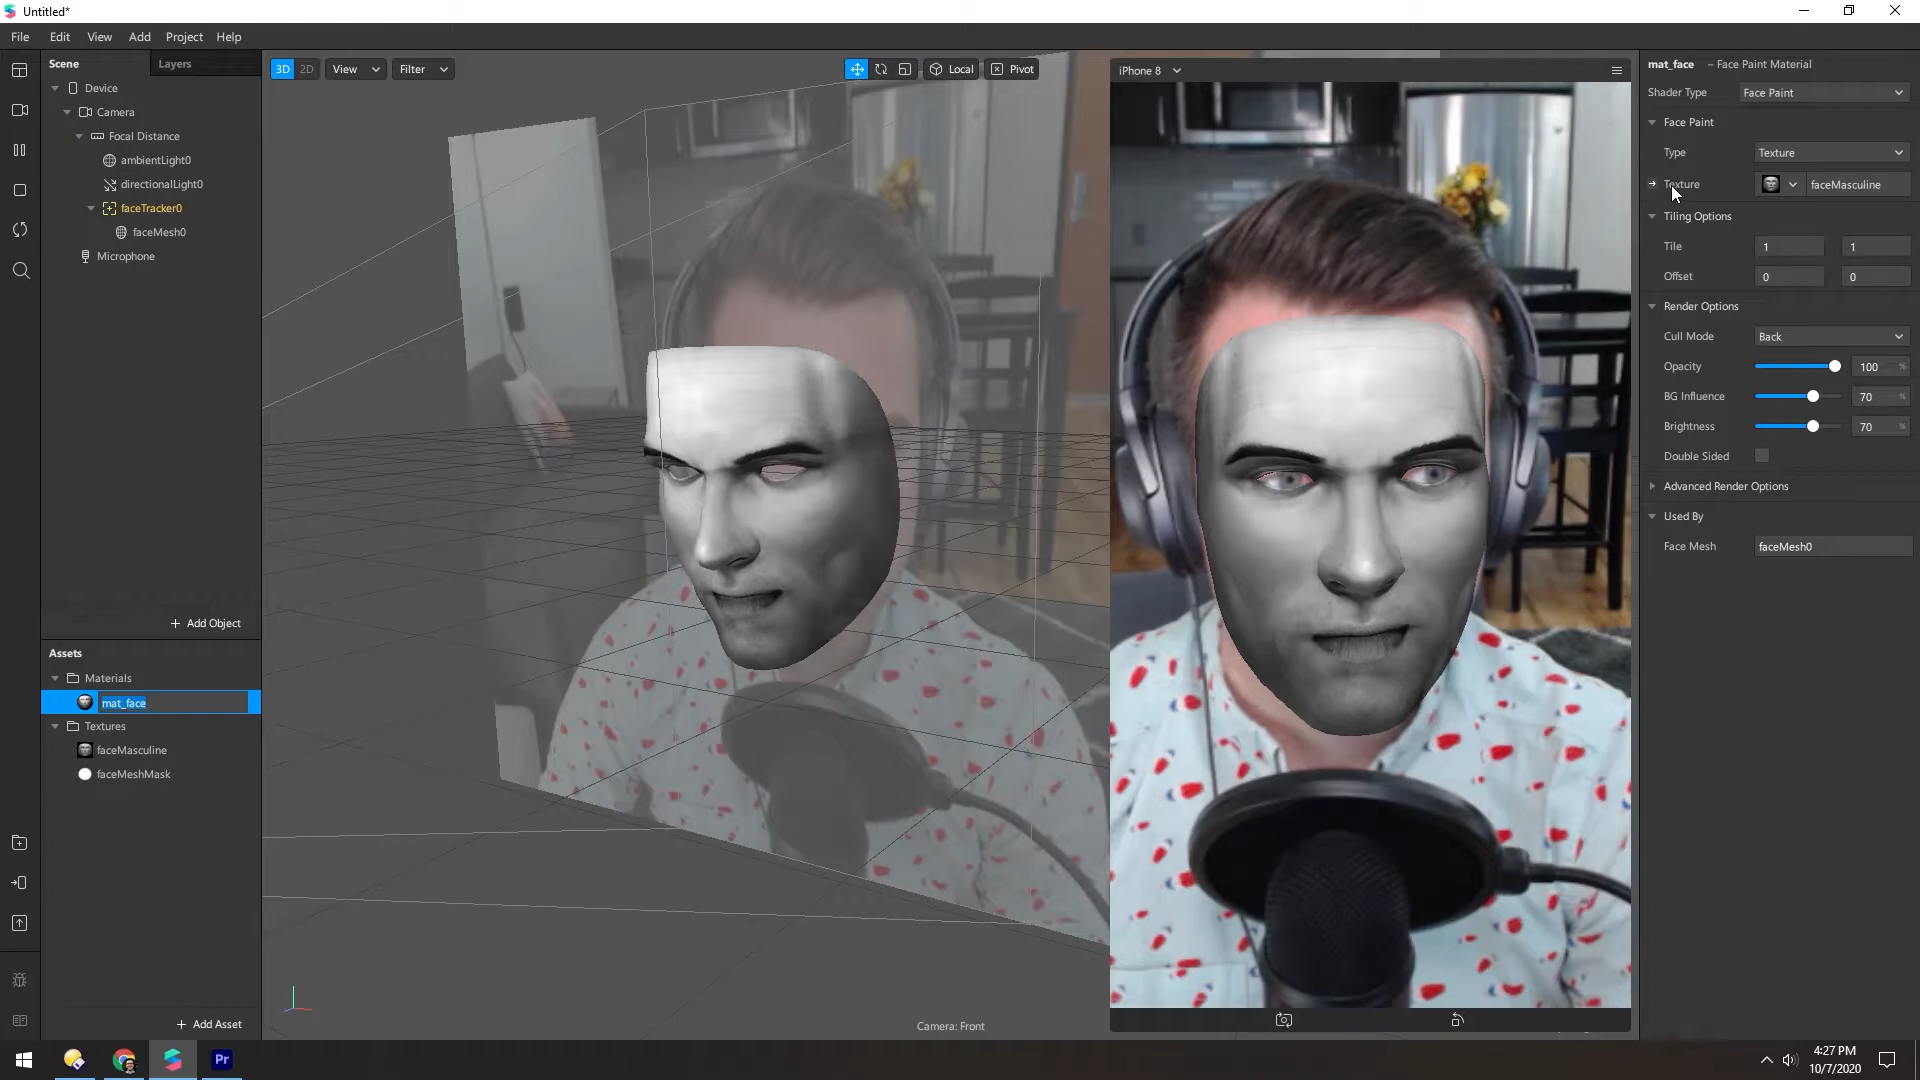 Untitled*
File Edit View Add Project Help
Scene Layers
Device
Camera
Focal Distance
ambientLight0
directionalLight0
faceTracker0
faceMesh0
Microphone
+ Add Object
Assets
Materials
mat_face
Textures
faceMasculine
faceMeshMask
+ Add Asset
3D 2D View Filter Local Pivot
Camera: Front
iPhone 8
mat_face – Face Paint Material
Shader Type Face Paint
Face Paint
Type Texture
Texture faceMasculine
Tiling Options
Tile 1 1
Offset 0 0
Render Options
Cull Mode Back
Opacity 100 %
BG Influence 70 %
Brightness 70 %
Double Sided
Advanced Render Options
Used By
Face Mesh faceMesh0
Pr
4:27 PM
10/7/2020